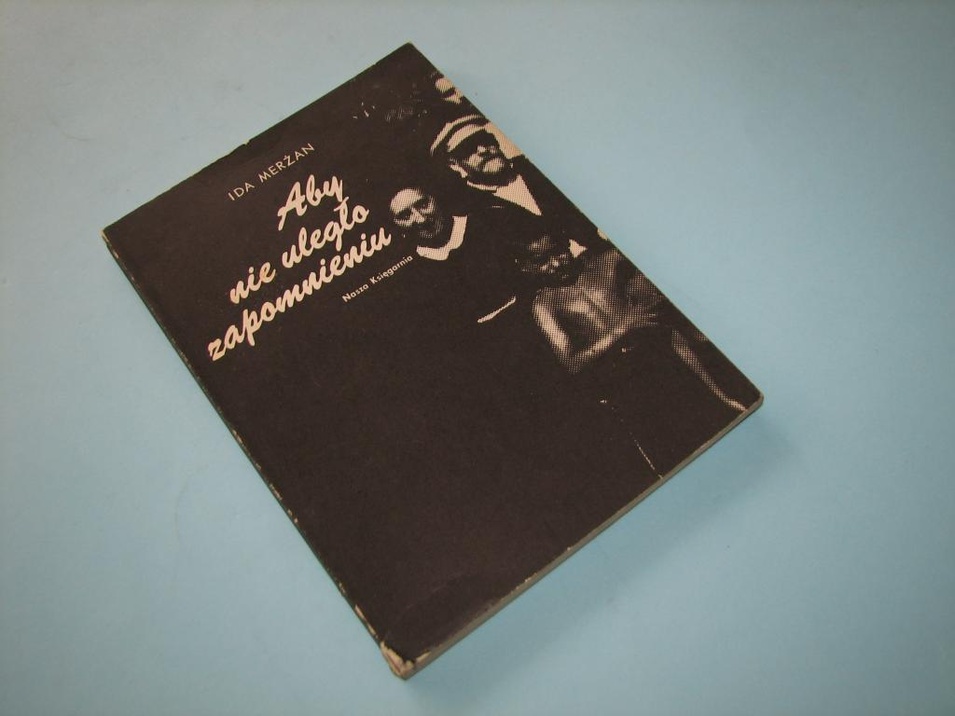 IDA MERŻAN
Aby
nie uległo
zapomnieniu
Nasza Księgarnia